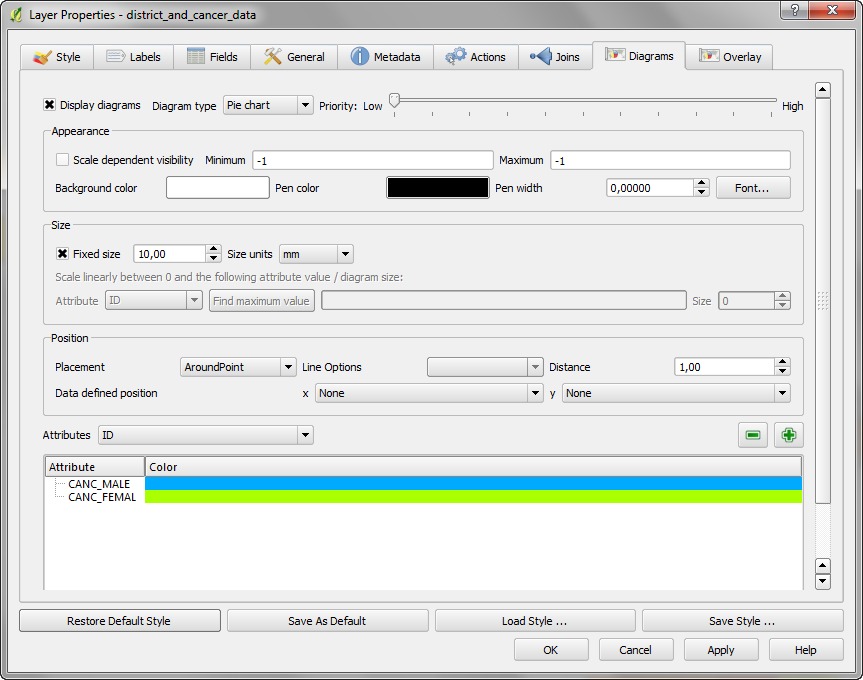 Layer Properties - district_and_cancer_data
?
Style Labels Fields General Metadata Actions Joins Diagrams Overlay
Display diagrams Diagram type Pie chart Priority: Low High
Appearance
Scale dependent visibility Minimum -1 Maximum -1
Background color Pen color Pen width 0,00000 Font...
Size
Fixed size 10,00 Size units mm
Scale linearly between 0 and the following attribute value / diagram size:
Attribute ID Find maximum value Size 0
Position
Placement AroundPoint Line Options Distance 1,00
Data defined position x None y None
Attributes ID
Attribute Color
CANC_MALE
CANC_FEMAL
Restore Default Style Save As Default Load Style ... Save Style ...
OK Cancel Apply Help